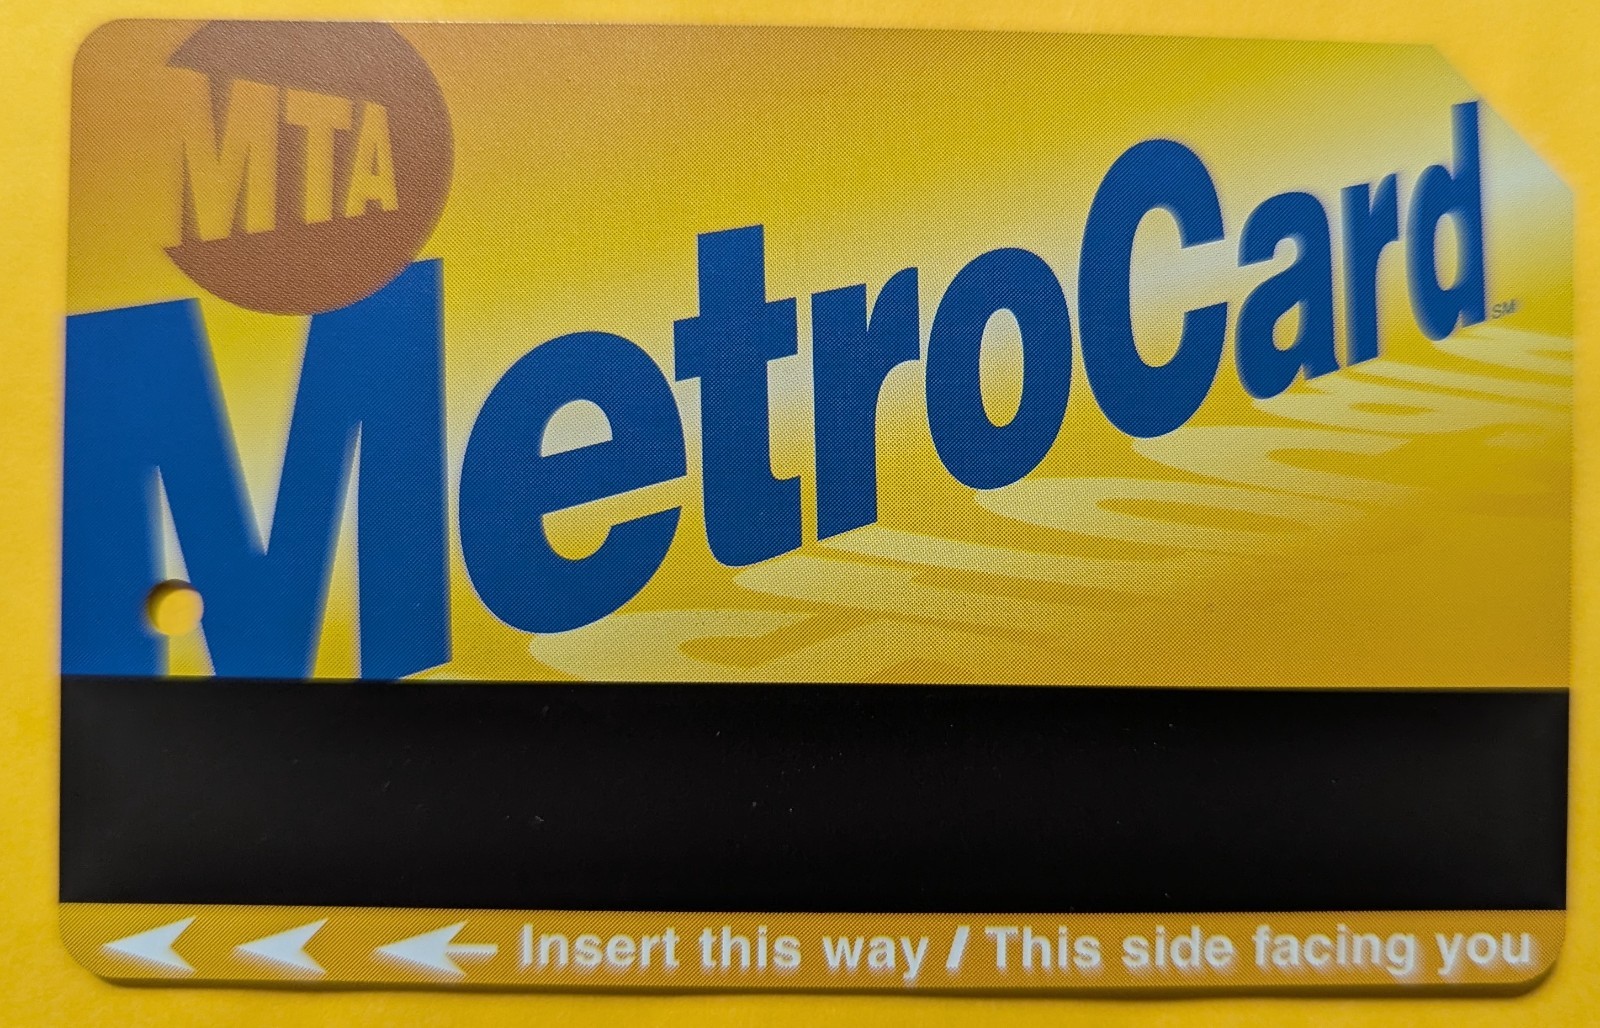 MTA
MetroCard
SM
Insert this way / This side facing you